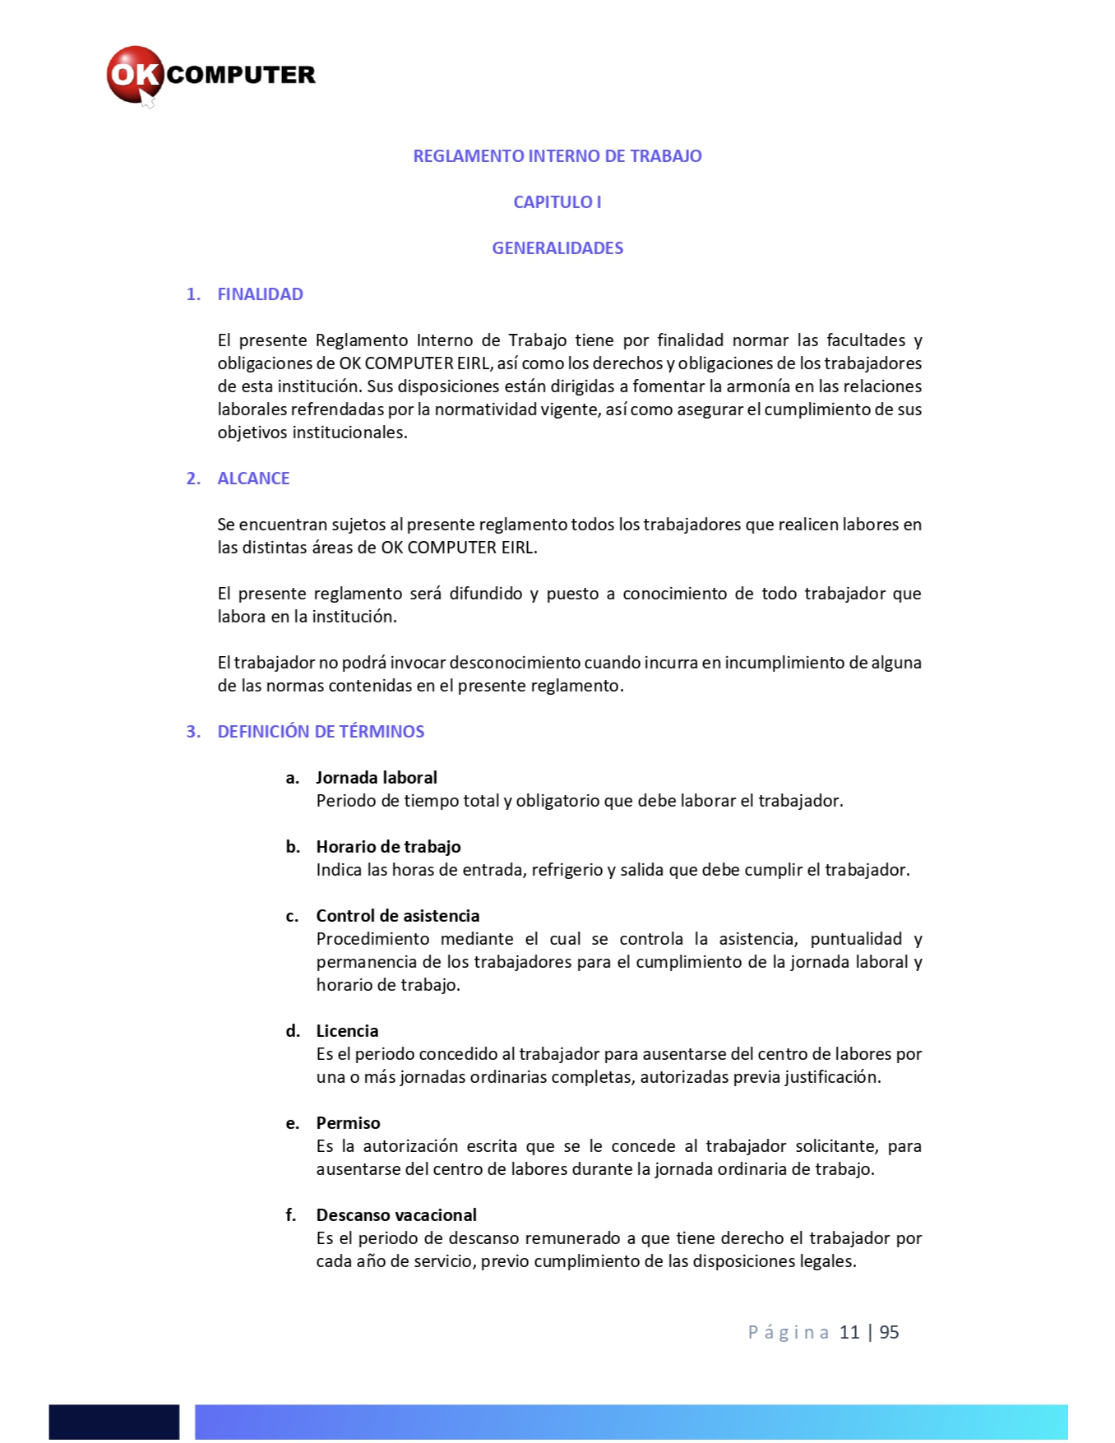 OK COMPUTER
REGLAMENTO INTERNO DE TRABAJO
CAPITULO I
GENERALIDADES
1. FINALIDAD
El presente Reglamento Interno de Trabajo tiene por finalidad normar las facultades y
obligaciones de OK COMPUTER EIRL, así como los derechos y obligaciones de los trabajadores
de esta institución. Sus disposiciones están dirigidas a fomentar la armonía en las relaciones
laborales refrendadas por la normatividad vigente, así como asegurar el cumplimiento de sus
objetivos institucionales.
2. ALCANCE
Se encuentran sujetos al presente reglamento todos los trabajadores que realicen labores en
las distintas áreas de OK COMPUTER EIRL.
El presente reglamento será difundido y puesto a conocimiento de todo trabajador que
labora en la institución.
El trabajador no podrá invocar desconocimiento cuando incurra en incumplimiento de alguna
de las normas contenidas en el presente reglamento.
3. DEFINICIÓN DE TÉRMINOS
a. Jornada laboral
Periodo de tiempo total y obligatorio que debe laborar el trabajador.
b. Horario de trabajo
Indica las horas de entrada, refrigerio y salida que debe cumplir el trabajador.
c. Control de asistencia
Procedimiento mediante el cual se controla la asistencia, puntualidad y
permanencia de los trabajadores para el cumplimiento de la jornada laboral y
horario de trabajo.
d. Licencia
Es el periodo concedido al trabajador para ausentarse del centro de labores por
una o más jornadas ordinarias completas, autorizadas previa justificación.
e. Permiso
Es la autorización escrita que se le concede al trabajador solicitante, para
ausentarse del centro de labores durante la jornada ordinaria de trabajo.
f. Descanso vacacional
Es el periodo de descanso remunerado a que tiene derecho el trabajador por
cada año de servicio, previo cumplimiento de las disposiciones legales.
Página 11 | 95